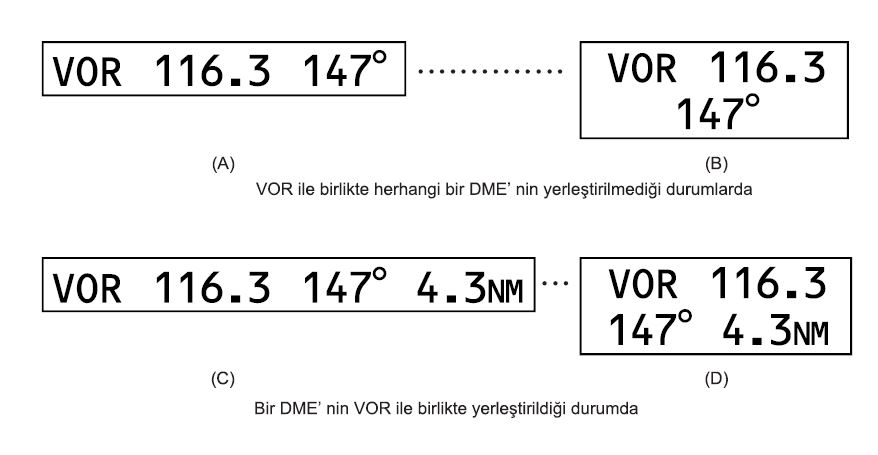 VOR 116.3 147° .............. VOR 116.3
147°
(A) (B)
VOR ile birlikte herhangi bir DME’ nin yerleştirilmediği durumlarda
VOR 116.3 147° 4.3NM ... VOR 116.3
147° 4.3NM
(C) (D)
Bir DME’ nin VOR ile birlikte yerleştirildiği durumda